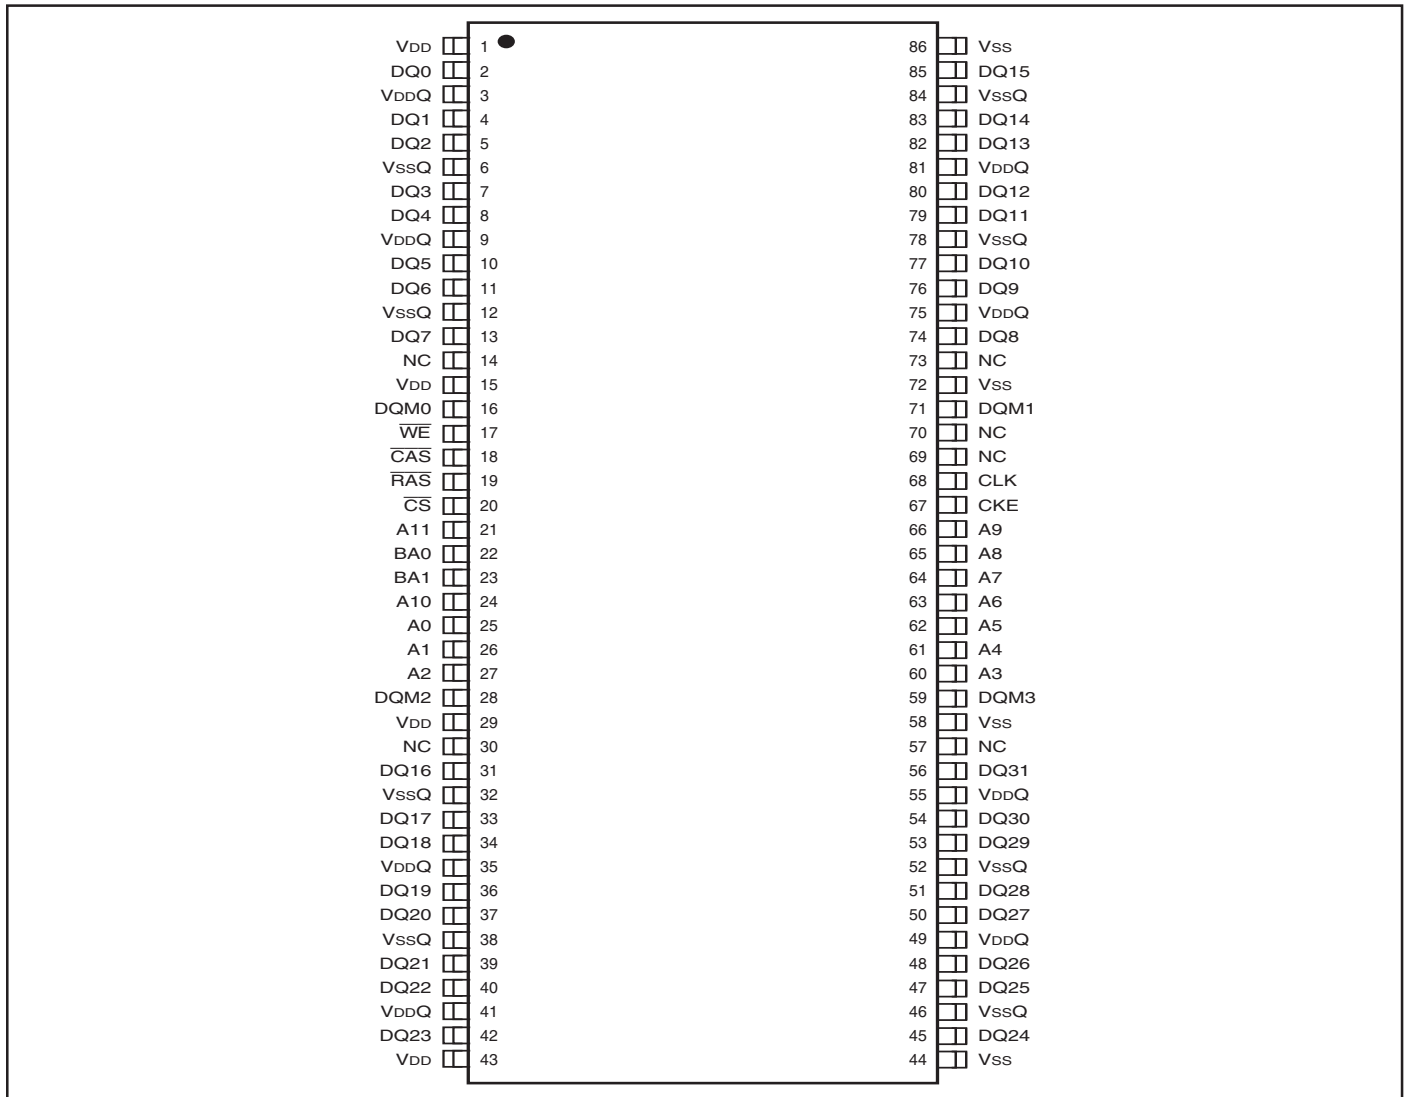 VDD 1 86 VSS
DQ0 2 85 DQ15
VDDQ 3 84 VSSQ
DQ1 4 83 DQ14
DQ2 5 82 DQ13
VSSQ 6 81 VDDQ
DQ3 7 80 DQ12
DQ4 8 79 DQ11
VDDQ 9 78 VSSQ
DQ5 10 77 DQ10
DQ6 11 76 DQ9
VSSQ 12 75 VDDQ
DQ7 13 74 DQ8
NC 14 73 NC
VDD 15 72 VSS
DQM0 16 71 DQM1
W̅E̅ 17 70 NC
C̅A̅S̅ 18 69 NC
R̅A̅S̅ 19 68 CLK
C̅S̅ 20 67 CKE
A11 21 66 A9
BA0 22 65 A8
BA1 23 64 A7
A10 24 63 A6
A0 25 62 A5
A1 26 61 A4
A2 27 60 A3
DQM2 28 59 DQM3
VDD 29 58 VSS
NC 30 57 NC
DQ16 31 56 DQ31
VSSQ 32 55 VDDQ
DQ17 33 54 DQ30
DQ18 34 53 DQ29
VDDQ 35 52 VSSQ
DQ19 36 51 DQ28
DQ20 37 50 DQ27
VSSQ 38 49 VDDQ
DQ21 39 48 DQ26
DQ22 40 47 DQ25
VDDQ 41 46 VSSQ
DQ23 42 45 DQ24
VDD 43 44 VSS